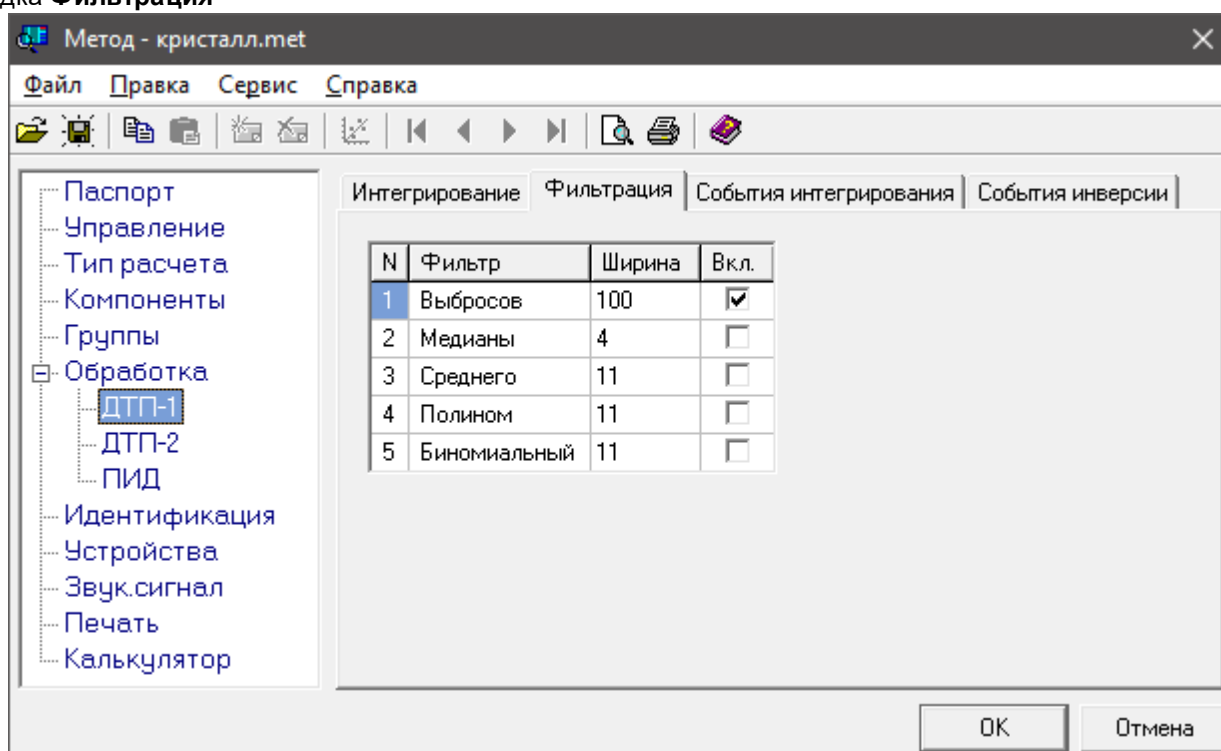 Фильтрация
Метод - кристалл.met
Файл Правка Сервис Справка
Паспорт
Управление
Тип расчета
Компоненты
Группы
Обработка
ДТП-1
ДТП-2
ПИД
Идентификация
Устройства
Звук.сигнал
Печать
Калькулятор
Интегрирование Фильтрация События интегрирования События инверсии
N Фильтр Ширина Вкл.
1 Выбросов 100
2 Медианы 4
3 Среднего 11
4 Полином 11
5 Биномиальный 11
OK Отмена